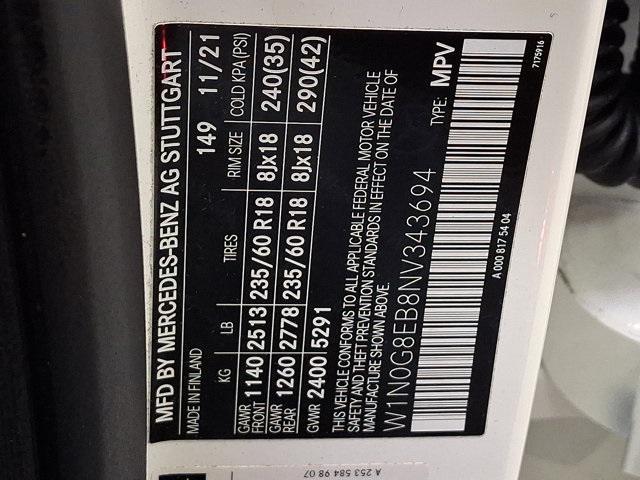 MFD BY MERCEDES-BENZ AG STUTTGART
MADE IN FINLAND 149 11/21
KG LB TIRES RIM SIZE COLD KPA(PSI)
GAWR FRONT 1140 2513 235/60 R18 8Jx18 240(35)
GAWR REAR 1260 2778 235/60 R18 8Jx18 290(42)
GVWR 2400 5291
THIS VEHICLE CONFORMS TO ALL APPLICABLE FEDERAL MOTOR VEHICLE
SAFETY AND THEFT PREVENTION STANDARDS IN EFFECT ON THE DATE OF
MANUFACTURE SHOWN ABOVE.
W1N0G8EB8NV343694 TYPE: MPV
A 000 817 54 04
7175916
A 253 584 98 07